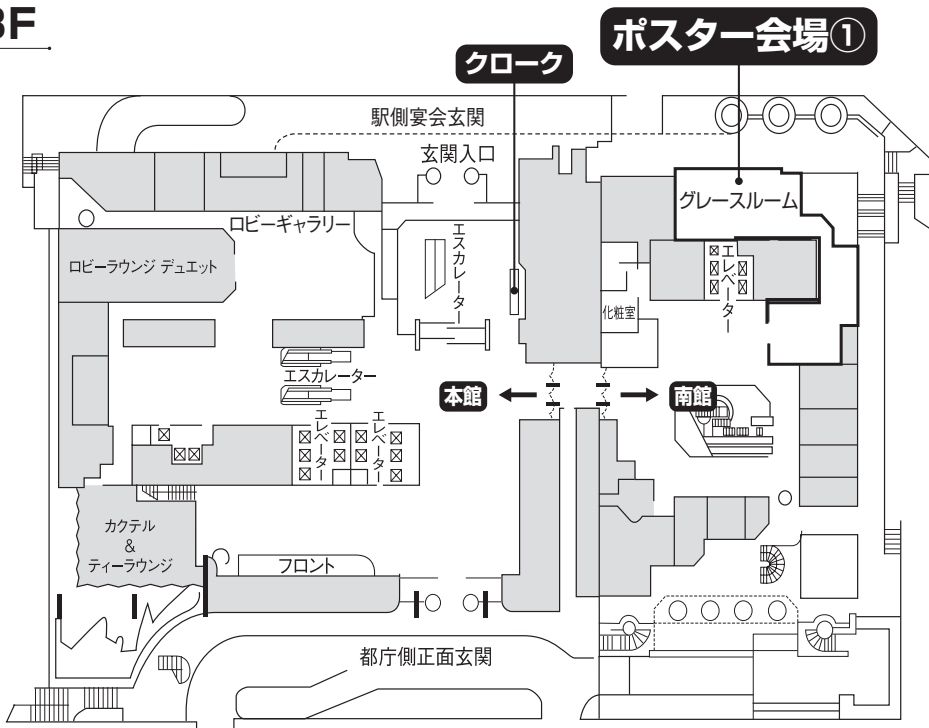 3F
ポスター会場①
クローク
駅側宴会玄関
玄関入口
グレースルーム
ロビーギャラリー
エスカレーター
ロビーラウンジ デュエット
エレベーター
化粧室
エスカレーター
本館
南館
エレベーター
エレベーター
カクテル
&
ティーラウンジ
フロント
都庁側正面玄関